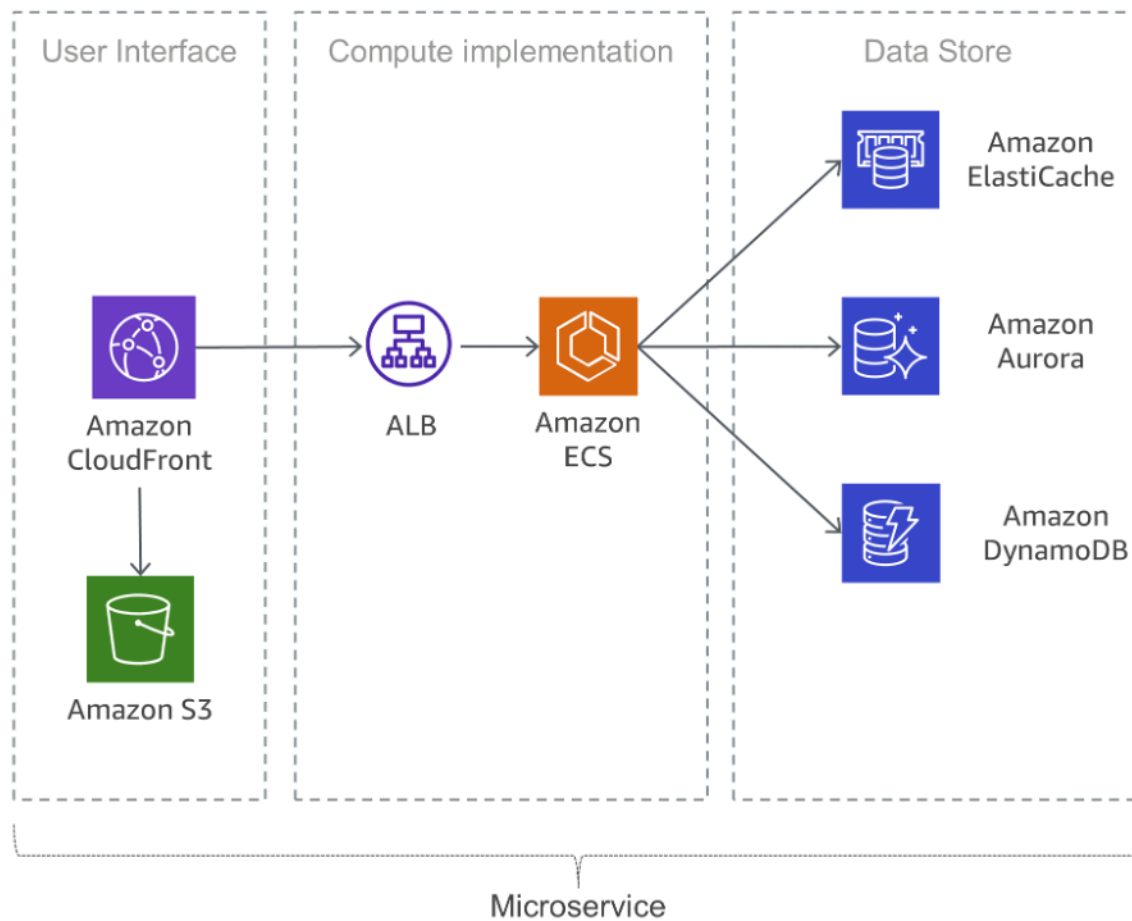 User Interface
Compute implementation
Data Store
Amazon
ElastiCache
Amazon
CloudFront
ALB
Amazon
ECS
Amazon
Aurora
Amazon
DynamoDB
Amazon S3
Microservice